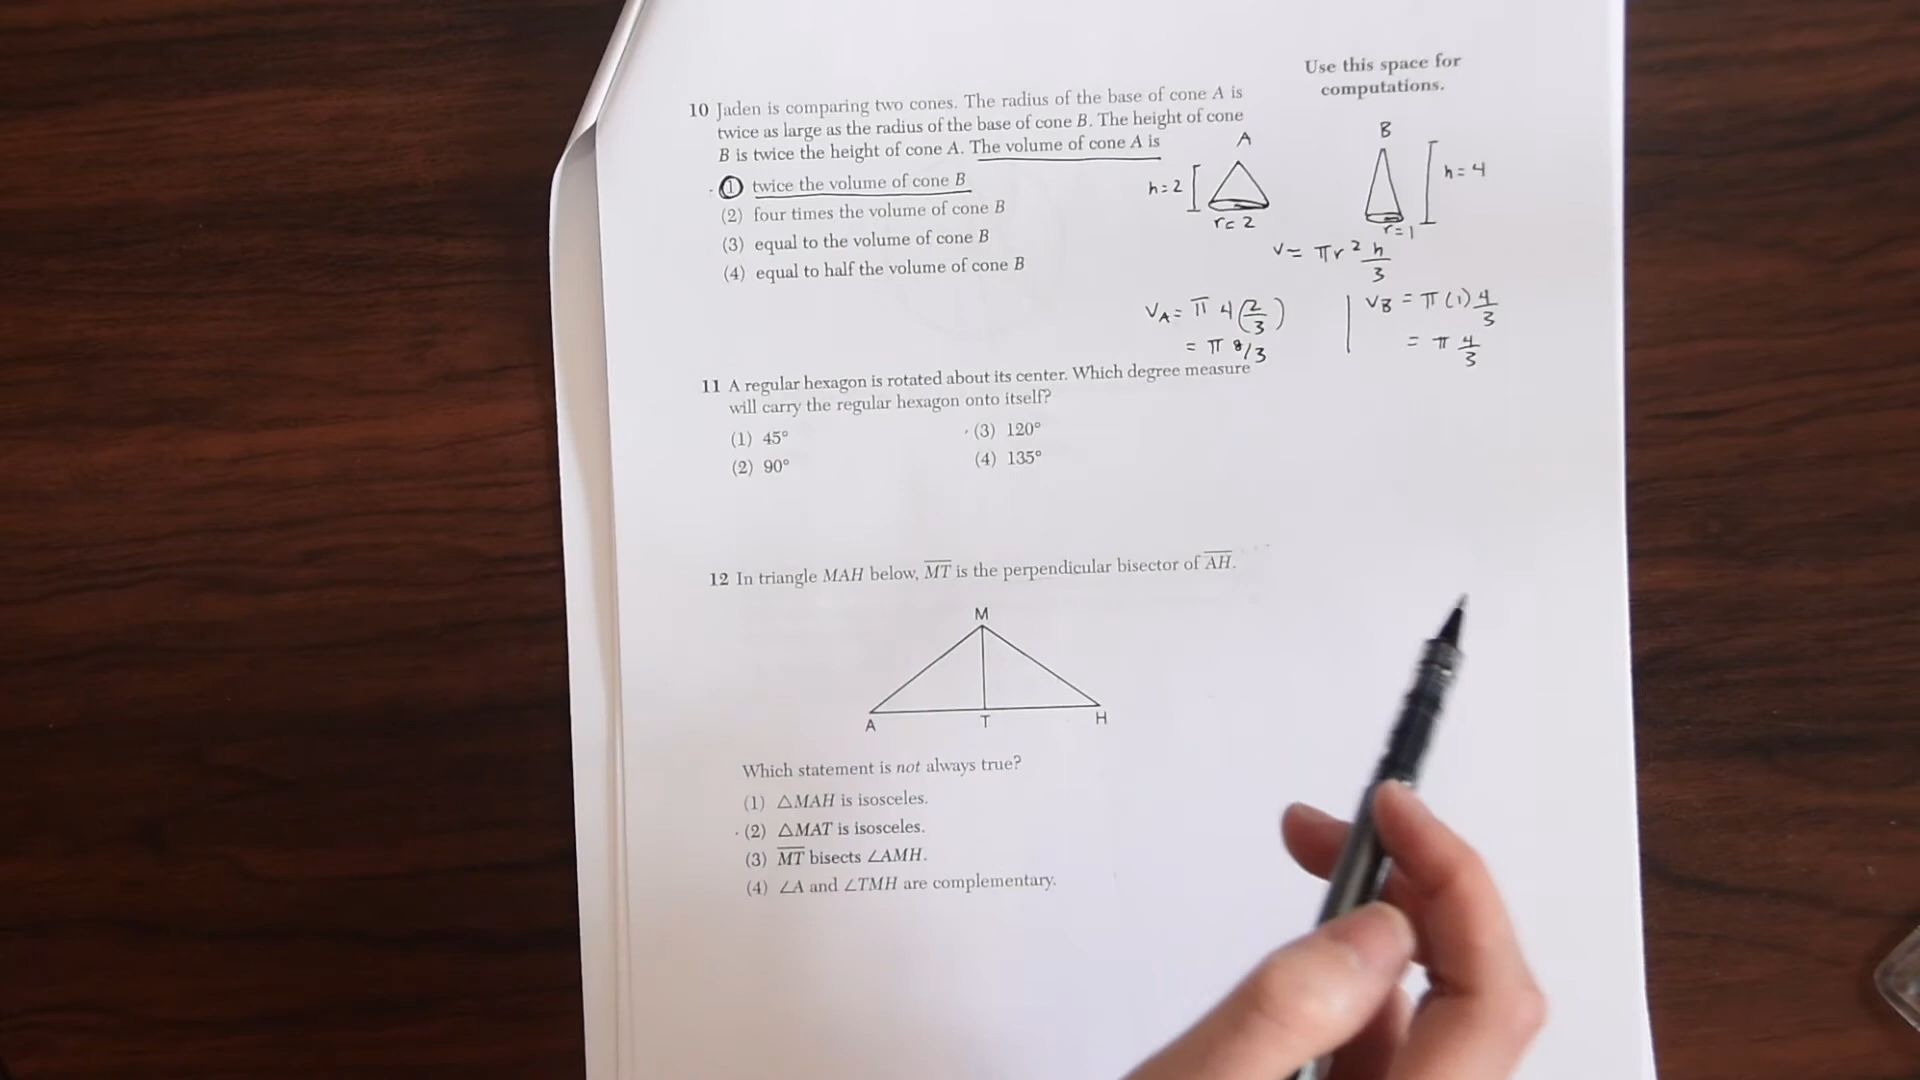 Use this space for
computations.
10 Jaden is comparing two cones. The radius of the base of cone A is
twice as large as the radius of the base of cone B. The height of cone
B is twice the height of cone A. The volume of cone A is
(1) twice the volume of cone B
(2) four times the volume of cone B
(3) equal to the volume of cone B
(4) equal to half the volume of cone B
A
h=2
r=2
B
h=4
r=1
V= πr² h/3
VA= π 4(2/3)
= π 8/3
VB = π(1) 4/3
= π 4/3
11 A regular hexagon is rotated about its center. Which degree measure
will carry the regular hexagon onto itself?
(1) 45° (3) 120°
(2) 90° (4) 135°
12 In triangle MAH below, M̅T̅ is the perpendicular bisector of A̅H̅.
M
A T H
Which statement is not always true?
(1) △MAH is isosceles.
(2) △MAT is isosceles.
(3) M̅T̅ bisects ∠AMH.
(4) ∠A and ∠TMH are complementary.